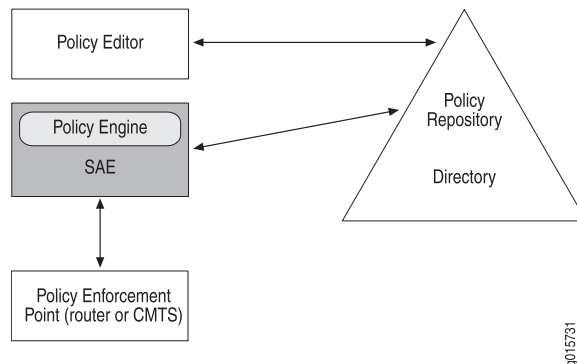 Policy Editor
Policy Engine
SAE
Policy Enforcement
Point (router or CMTS)
Policy
Repository
Directory
g015731